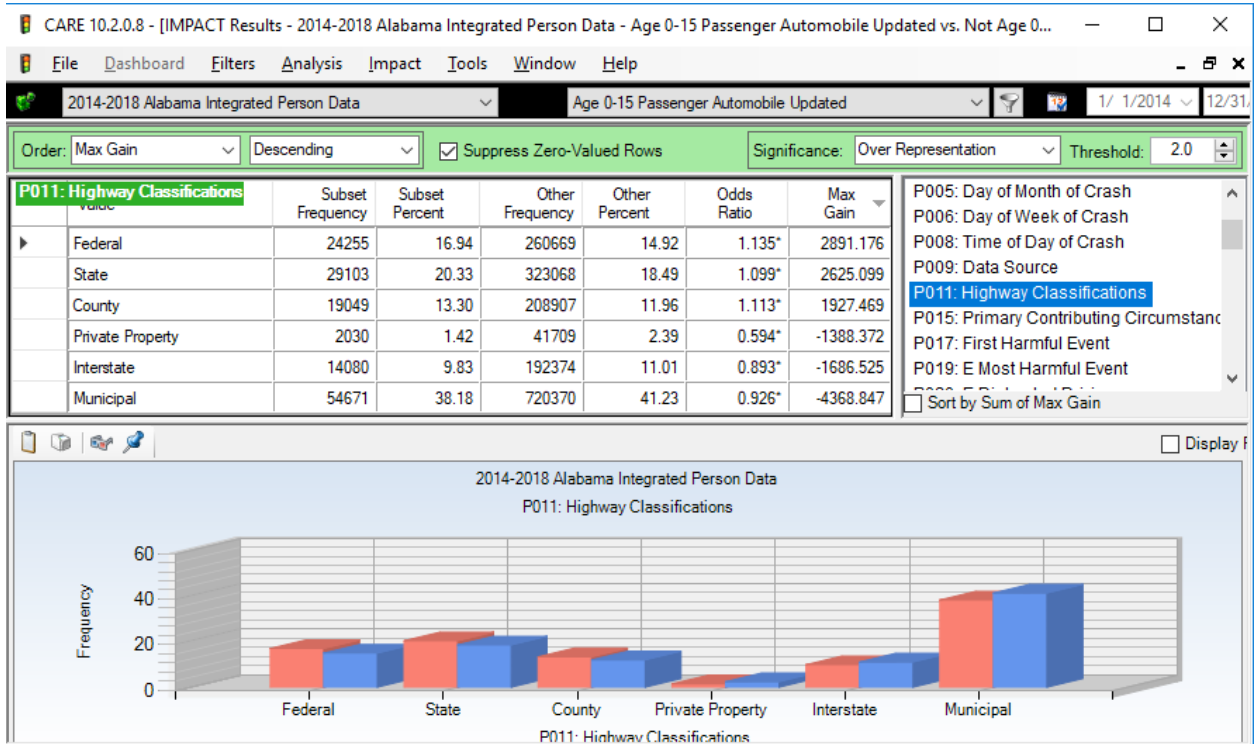 CARE 10.2.0.8 - [IMPACT Results - 2014-2018 Alabama Integrated Person Data - Age 0-15 Passenger Automobile Updated vs. Not Age 0...
File Dashboard Filters Analysis Impact Tools Window Help
2014-2018 Alabama Integrated Person Data Age 0-15 Passenger Automobile Updated 1/ 1/2014 12/31/
Order: Max Gain Descending Suppress Zero-Valued Rows Significance: Over Representation Threshold: 2.0
P011: Highway Classifications Subset Frequency Subset Percent Other Frequency Other Percent Odds Ratio Max Gain
Federal 24255 16.94 260669 14.92 1.135* 2891.176
State 29103 20.33 323068 18.49 1.099* 2625.099
County 19049 13.30 208907 11.96 1.113* 1927.469
Private Property 2030 1.42 41709 2.39 0.594* -1388.372
Interstate 14080 9.83 192374 11.01 0.893* -1686.525
Municipal 54671 38.18 720370 41.23 0.926* -4368.847
P005: Day of Month of Crash
P006: Day of Week of Crash
P008: Time of Day of Crash
P009: Data Source
P011: Highway Classifications
P015: Primary Contributing Circumstanc
P017: First Harmful Event
P019: E Most Harmful Event
Sort by Sum of Max Gain
Display
2014-2018 Alabama Integrated Person Data
P011: Highway Classifications
Frequency
60
40
20
0
Federal State County Private Property Interstate Municipal
P011: Highway Classifications